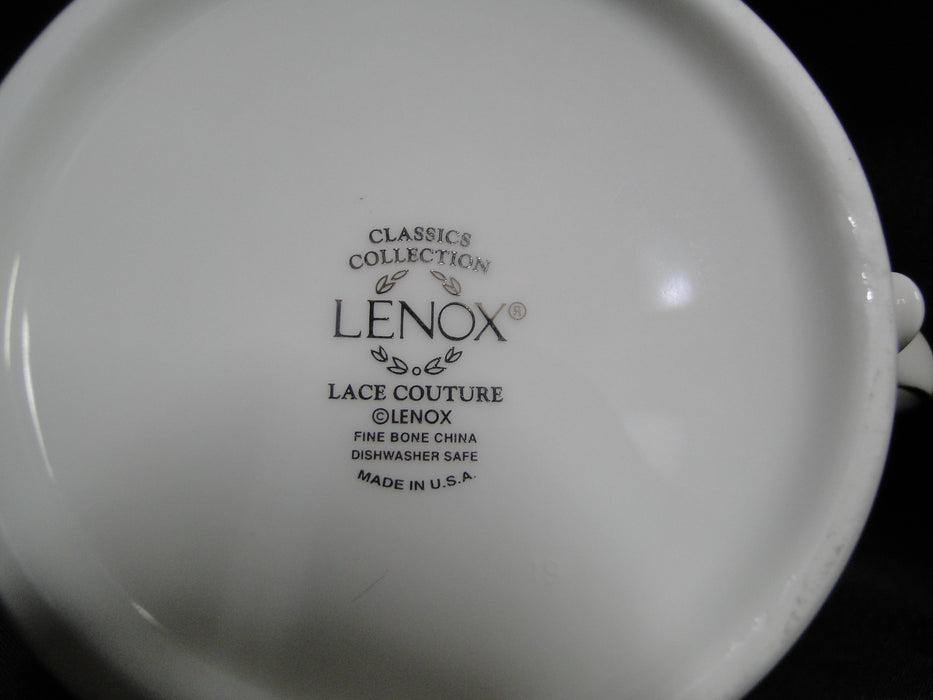 CLASSICS
COLLECTION
LENOX®
LACE COUTURE
©LENOX
FINE BONE CHINA
DISHWASHER SAFE
MADE IN U.S.A.